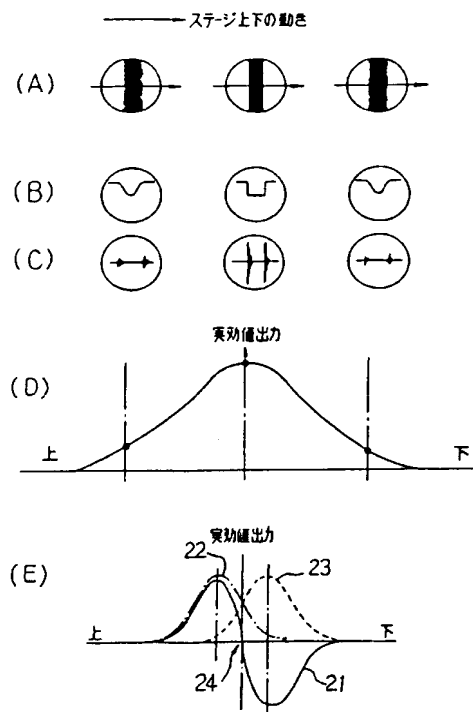 ステージ上下の動き
(A)
(B)
(C)
実効値出力
(D)
上 下
実効値出力
(E)
22
23
上 下
24
21